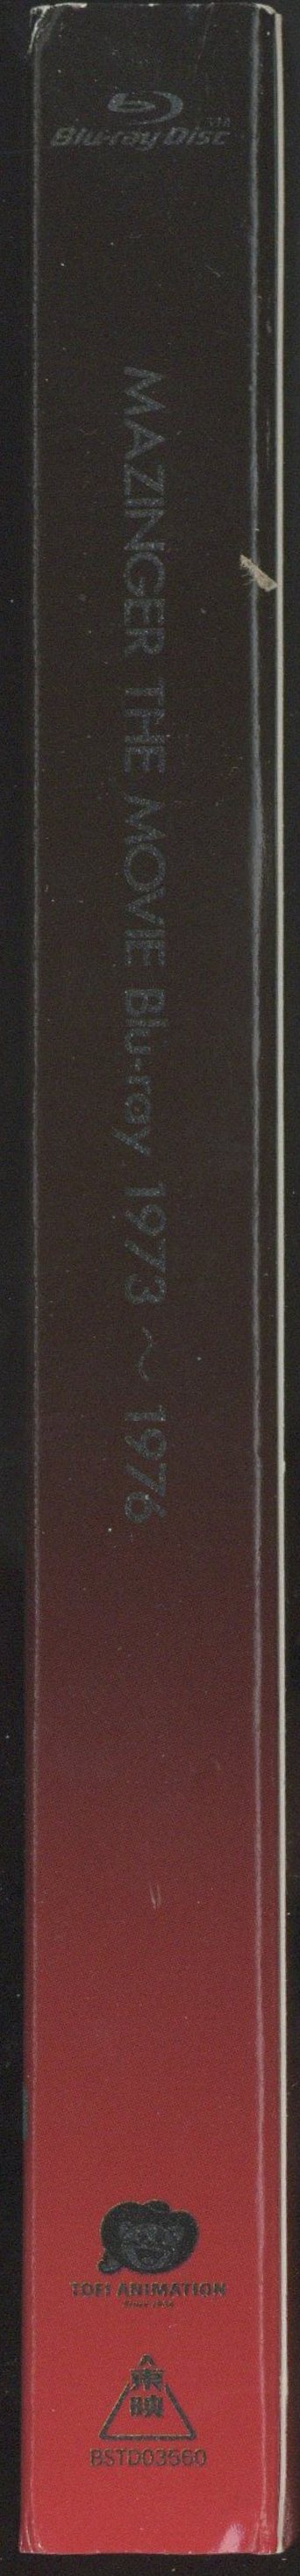 Blu-ray Disc
MAZINGER THE MOVIE Blu-ray 1973 ~ 1976
TOEI ANIMATION
東映
BSTD03560